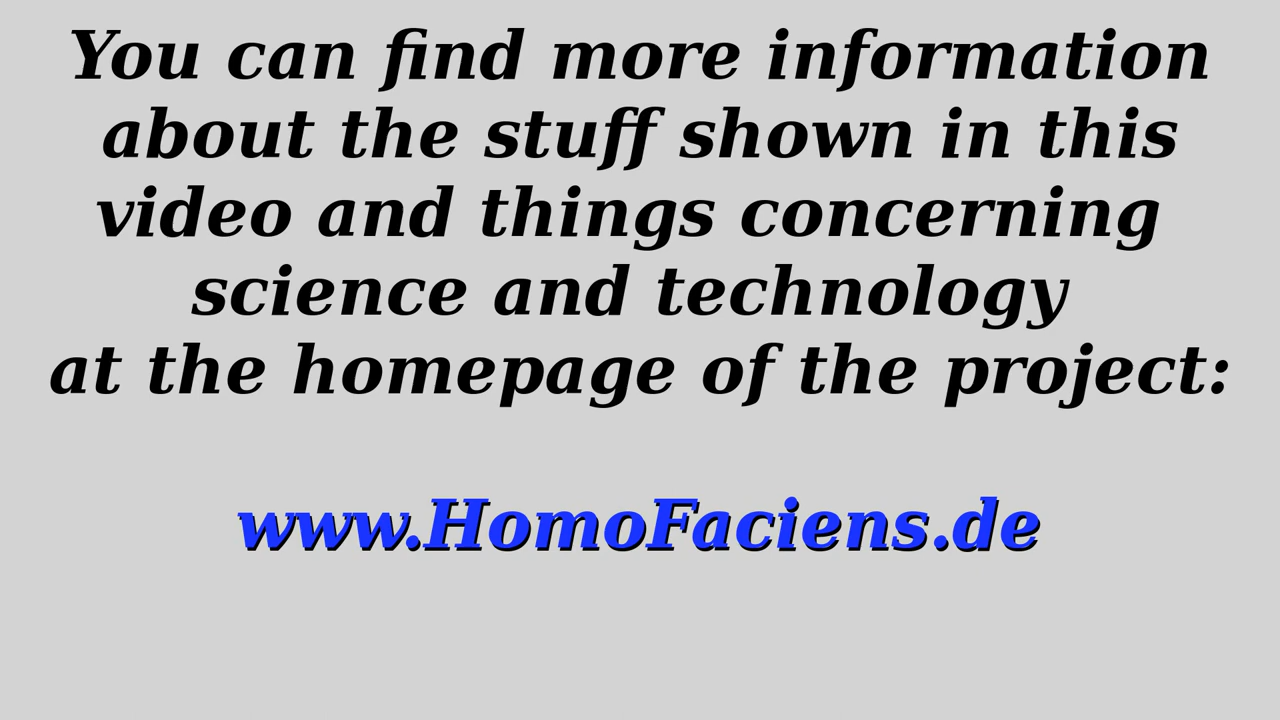 You can find more information
about the stuff shown in this
video and things concerning
science and technology
at the homepage of the project:
www.HomoFaciens.de